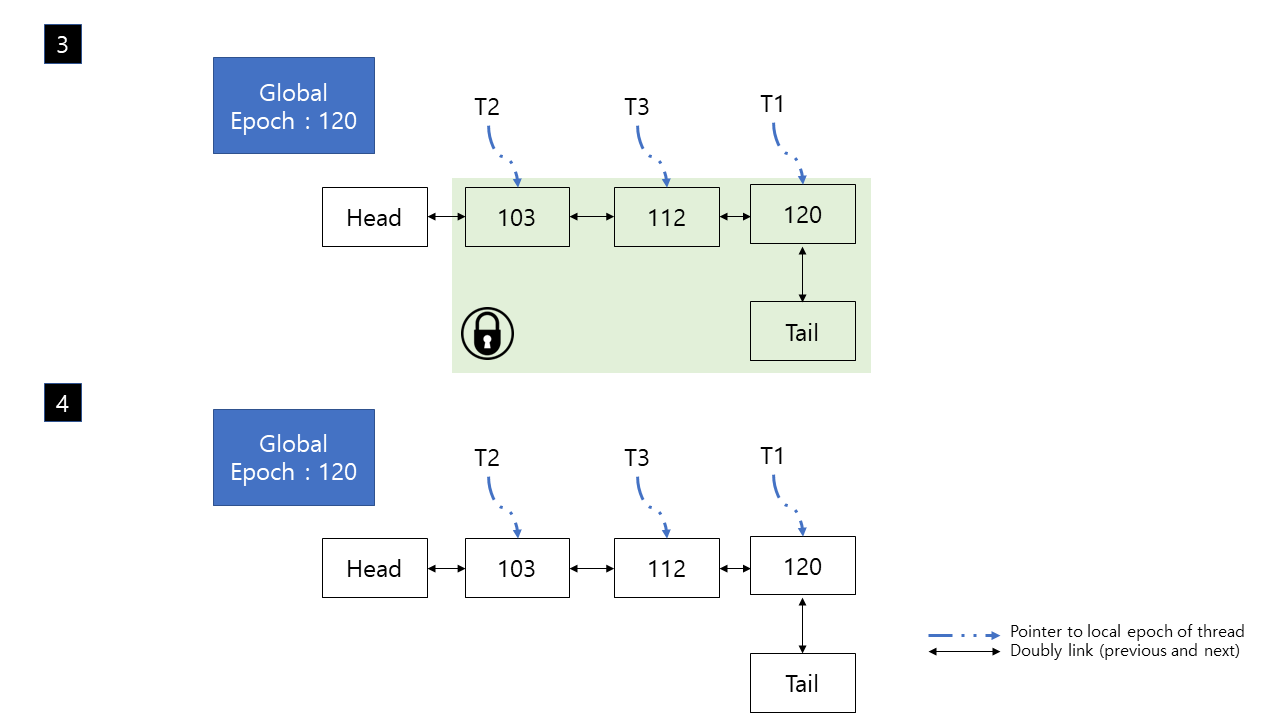 3
Global
Epoch : 120
T2
T3
T1
Head
103
112
120
Tail
4
Global
Epoch : 120
T2
T3
T1
Head
103
112
120
Tail
Pointer to local epoch of thread
Doubly link (previous and next)